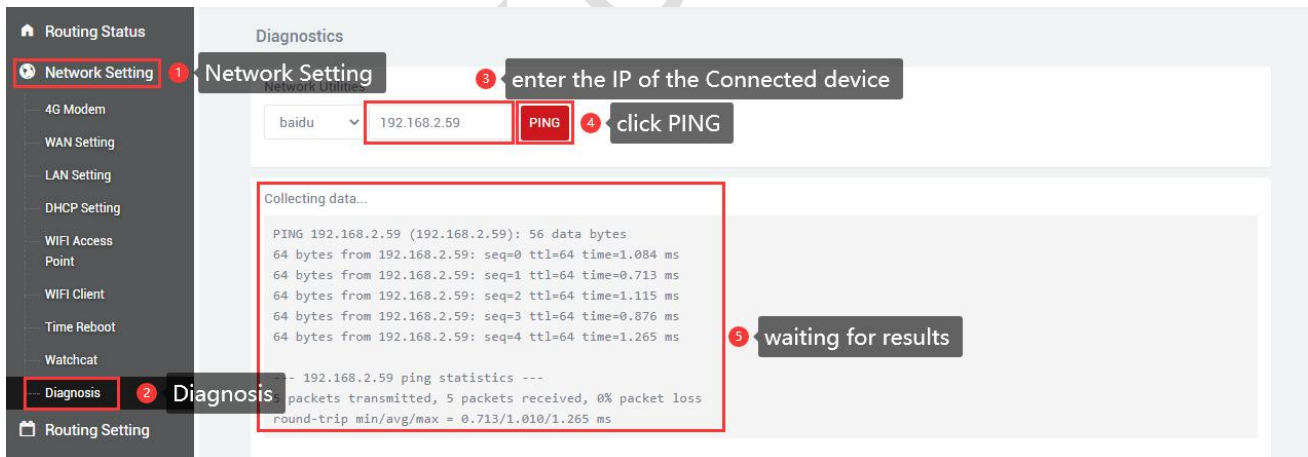 Routing Status
Network Setting
4G Modem
WAN Setting
LAN Setting
DHCP Setting
WIFI Access
Point
WIFI Client
Time Reboot
Watchcat
Diagnosis
Routing Setting
1 Network Setting
2 Diagnosis
Diagnostics
Network Utilities
3 enter the IP of the Connected device
baidu 192.168.2.59 PING
4 click PING
Collecting data...
PING 192.168.2.59 (192.168.2.59): 56 data bytes
64 bytes from 192.168.2.59: seq=0 ttl=64 time=1.084 ms
64 bytes from 192.168.2.59: seq=1 ttl=64 time=0.713 ms
64 bytes from 192.168.2.59: seq=2 ttl=64 time=1.115 ms
64 bytes from 192.168.2.59: seq=3 ttl=64 time=0.876 ms
64 bytes from 192.168.2.59: seq=4 ttl=64 time=1.265 ms
5 waiting for results
--- 192.168.2.59 ping statistics ---
packets transmitted, 5 packets received, 0% packet loss
round-trip min/avg/max = 0.713/1.010/1.265 ms